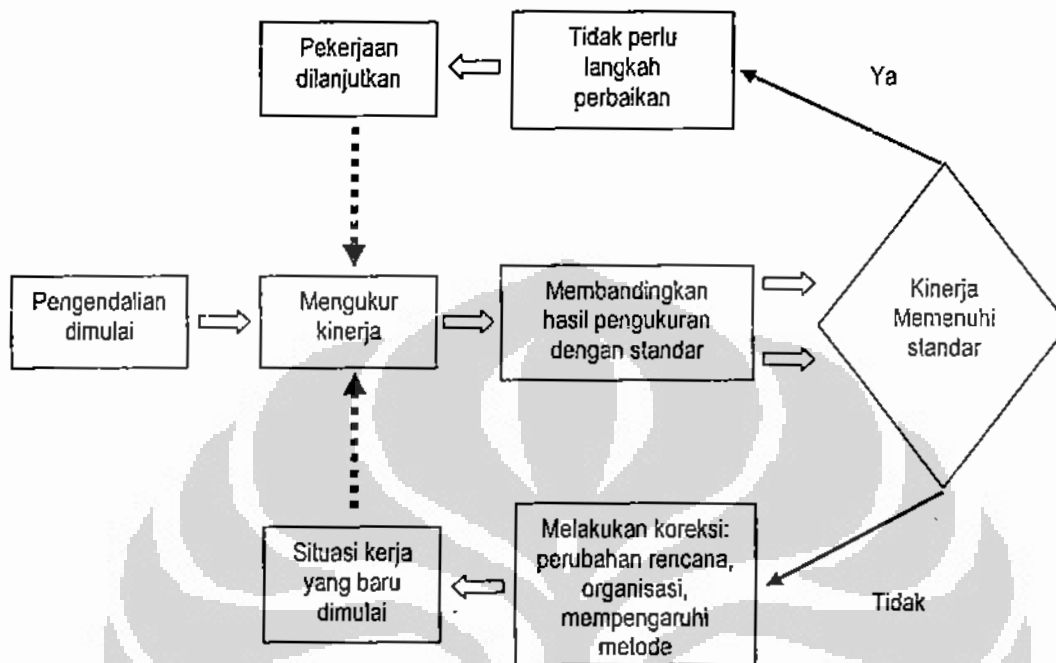 Pekerjaan
dilanjutkan
Tidak perlu
langkah
perbaikan
Ya
Pengendalian
dimulai
Mengukur
kinerja
Membandingkan
hasil pengukuran
dengan standar
Kinerja
Memenuhi
standar
Situasi kerja
yang baru
dimulai
Melakukan koreksi:
perubahan rencana,
organisasi,
mempengaruhi
metode
Tidak